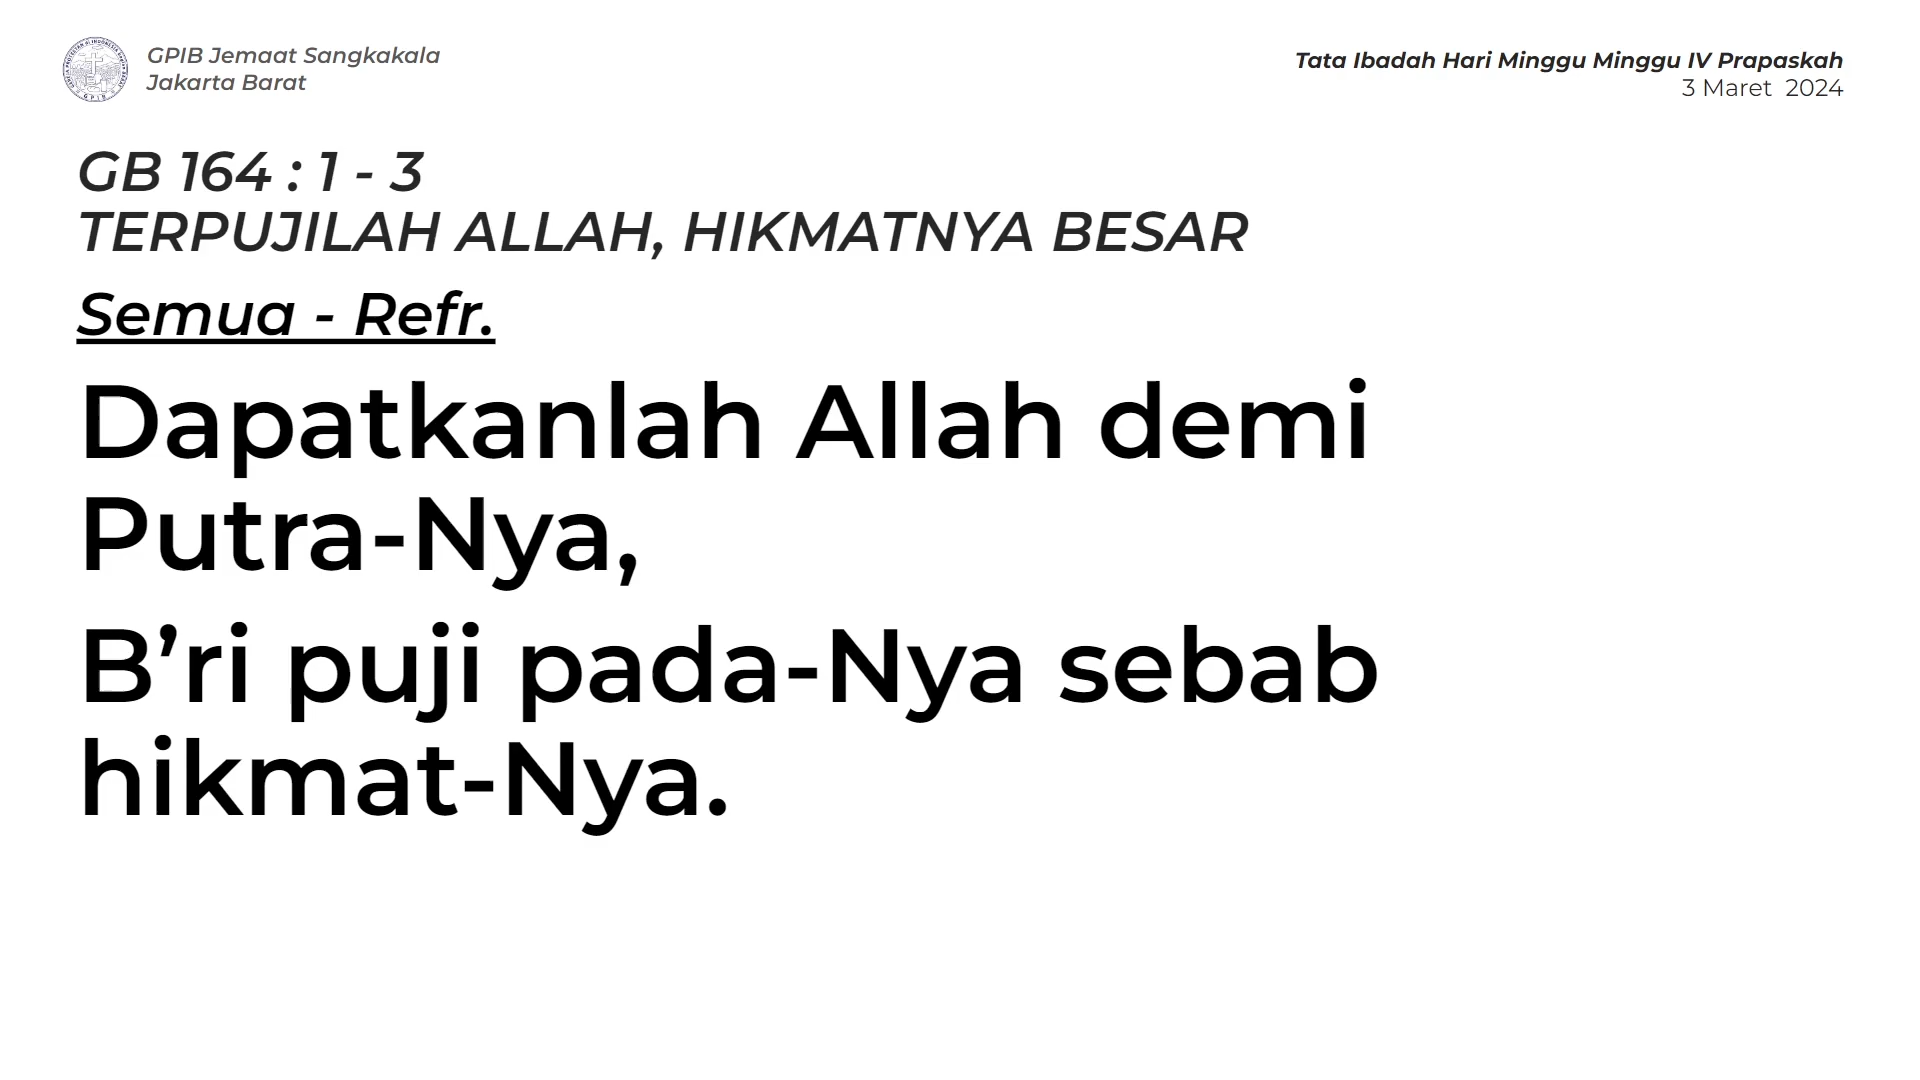 GPIB Jemaat Sangkakala
Jakarta Barat
Tata Ibadah Hari Minggu Minggu IV Prapaskah
3 Maret 2024
GB 164 : 1 - 3
TERPUJILAH ALLAH, HIKMATNYA BESAR
Semua - Refr.
Dapatkanlah Allah demi
Putra-Nya,
B’ri puji pada-Nya sebab
hikmat-Nya.